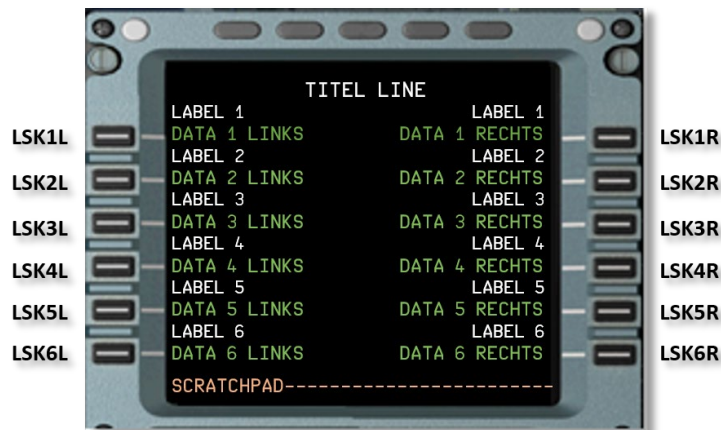 TITEL LINE
LABEL 1 LABEL 1
LSK1L DATA 1 LINKS DATA 1 RECHTS LSK1R
LABEL 2 LABEL 2
LSK2L DATA 2 LINKS DATA 2 RECHTS LSK2R
LABEL 3 LABEL 3
LSK3L DATA 3 LINKS DATA 3 RECHTS LSK3R
LABEL 4 LABEL 4
LSK4L DATA 4 LINKS DATA 4 RECHTS LSK4R
LABEL 5 LABEL 5
LSK5L DATA 5 LINKS DATA 5 RECHTS LSK5R
LABEL 6 LABEL 6
LSK6L DATA 6 LINKS DATA 6 RECHTS LSK6R
SCRATCHPAD------------------------